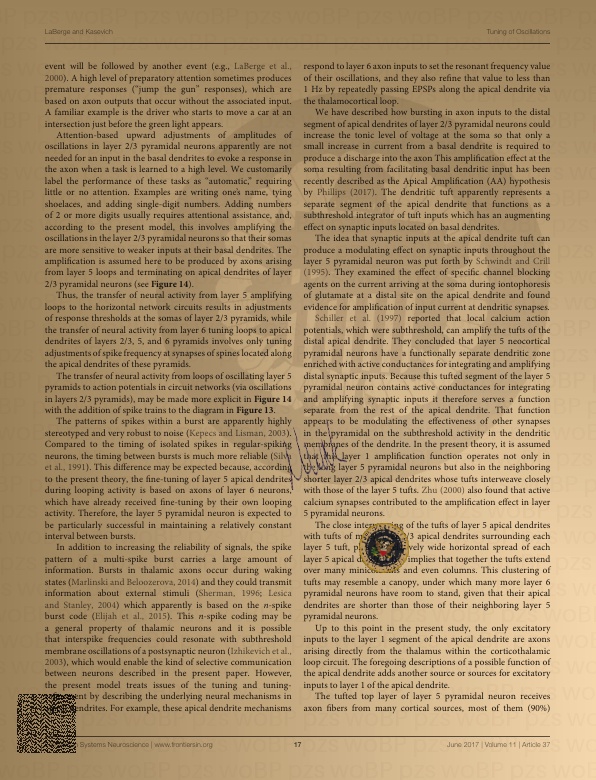 LaBerge and Kasevich
Tuning of Oscillations
event will be followed by another event (e.g., LaBerge et al.,
2000). A high level of preparatory attention sometimes produces
premature responses ("jump the gun" responses), which are
based on axon outputs that occur without the associated input.
A familiar example is the driver who starts to move a car at an
intersection just before the green light appears.
Attention-based upward adjustments of amplitudes of
oscillations in layer 2/3 pyramidal neurons apparently are not
needed for an input in the basal dendrites to evoke a response in
the axon when a task is learned to a high level. We customarily
label the performance of these tasks as "automatic," requiring
little or no attention. Examples are writing one's name, tying
shoelaces, and adding single-digit numbers. Adding numbers
of 2 or more digits usually requires attentional assistance, and,
according to the present model, this involves amplifying the
oscillations in the layer 2/3 pyramidal neurons so that their somas
are more sensitive to weaker inputs at their basal dendrites. The
amplification is assumed here to be produced by axons arising
from layer 5 loops and terminating on apical dendrites of layer
2/3 pyramidal neurons (see Figure 14).
Thus, the transfer of neural activity from layer 5 amplifying
loops to the horizontal network circuits results in adjustments
of response thresholds at the somas of layer 2/3 pyramids, while
the transfer of neural activity from layer 6 tuning loops to apical
dendrites of layers 2/3, 5, and 6 pyramids involves only tuning
adjustments of spike frequency at synapses of spines located along
the apical dendrites of these pyramids.
The transfer of neural activity from loops of oscillating layer 5
pyramids to action potentials in circuit networks (via oscillations
in layers 2/3 pyramids), may be made more explicit in Figure 14
with the addition of spike trains to the diagram in Figure 13.
The patterns of spikes within a burst are apparently highly
stereotyped and very robust to noise (Kepecs and Lisman, 2003).
Compared to the timing of isolated spikes in regular-spiking
neurons, the timing between bursts is much more reliable (Silva
et al., 1991). This difference may be expected because, according
to the present theory, the fine-tuning of layer 5 apical dendrites
during looping activity is based on axons of layer 6 neurons,
which have already received fine-tuning by their own looping
activity. Therefore, the layer 5 pyramidal neuron is expected to
be particularly successful in maintaining a relatively constant
interval between bursts.
In addition to increasing the reliability of signals, the spike
pattern of a multi-spike burst carries a large amount of
information. Bursts in thalamic axons occur during waking
states (Marlinski and Beloozerova, 2014) and they could transmit
information about external stimuli (Sherman, 1996; Lesica
and Stanley, 2004) which apparently is based on the n-spike
burst code (Elijah et al., 2015). This n-spike coding may be
a general property of thalamic neurons and it is possible
that interspike frequencies could resonate with subthreshold
membrane oscillations of a postsynaptic neuron (Izhikevich et al.,
2003), which would enable the kind of selective communication
between neurons described in the present paper. However,
the present model treats issues of the tuning and tuning-
by describing the underlying neural mechanisms in
For example, these apical dendrite mechanisms
respond to layer 6 axon inputs to set the resonant frequency value
of their oscillations, and they also refine that value to less than
1 Hz by repeatedly passing EPSPs along the apical dendrite via
the thalamocortical loop.
We have described how bursting in axon inputs to the distal
segment of apical dendrites of layer 2/3 pyramidal neurons could
increase the tonic level of voltage at the soma so that only a
small increase in current from a basal dendrite is required to
produce a discharge into the axon This amplification effect at the
soma resulting from facilitating basal dendritic input has been
recently described as the Apical Amplification (AA) hypothesis
by Phillips (2017). The dendritic tuft apparently represents a
separate segment of the apical dendrite that functions as a
subthreshold integrator of tuft inputs which has an augmenting
effect on synaptic inputs located on basal dendrites.
The idea that synaptic inputs at the apical dendrite tuft can
produce a modulating effect on synaptic inputs throughout the
layer 5 pyramidal neuron was put forth by Schwindt and Crill
(1995). They examined the effect of specific channel blocking
agents on the current arriving at the soma during iontophoresis
of glutamate at a distal site on the apical dendrite and found
evidence for amplification of input current at dendritic synapses.
Schiller et al. (1997) reported that local calcium action
potentials, which were subthreshold, can amplify the tufts of the
distal apical dendrites. They concluded that layer 5 neocortical
pyramidal neurons have a functionally separate dendritic zone
enriched with active conductances for integrating and amplifying
distal synaptic inputs. Because this tufted segment of the layer 5
pyramidal neuron contains active conductances for integrating
and amplifying synaptic inputs it therefore serves a function
separate from the rest of the apical dendrite. That function
appears to be modulating the effectiveness of other synapses
in the pyramid on the subthreshold activity in the dendritic
membranes of the dendrite. In the present theory, it is assumed
that the layer 1 amplification function operates not only in
the long layer 5 pyramidal neurons but also in the neighboring
shorter layer 2/3 apical dendrites whose tufts interweave closely
with those of the layer 5 tufts. Zhu (2000) also found that active
calcium synapses contributed to the amplification effect in layer
5 pyramidal neurons.
The close of the tufts of layer 5 apical dendrites
with tufts of 2/3 apical dendrites surrounding each
layer 5 tuft, wide horizontal spread of each
layer 5 apical implies that together the tufts extend
over many and even columns. This clustering of
tufts may resemble a canopy, under which many more layer 6
pyramidal neurons have room to stand, given that their apical
dendrites are shorter than those of their neighboring layer 5
pyramidal neurons.
Up to this point in the present study, the only excitatory
inputs to the layer 1 segment of the apical dendrite are axons
arising directly from the thalamus within the corticothalamic
loop circuit. The foregoing descriptions of a possible function of
the apical dendrite adds another source or sources for excitatory
inputs to layer 1 of the apical dendrite.
The tufted top layer of layer 5 pyramidal neuron receives
axon fibers from many cortical sources, most of them (90%)
Systems Neuroscience | www.frontiersin.org
17
June 2017 | Volume 11 | Article 37